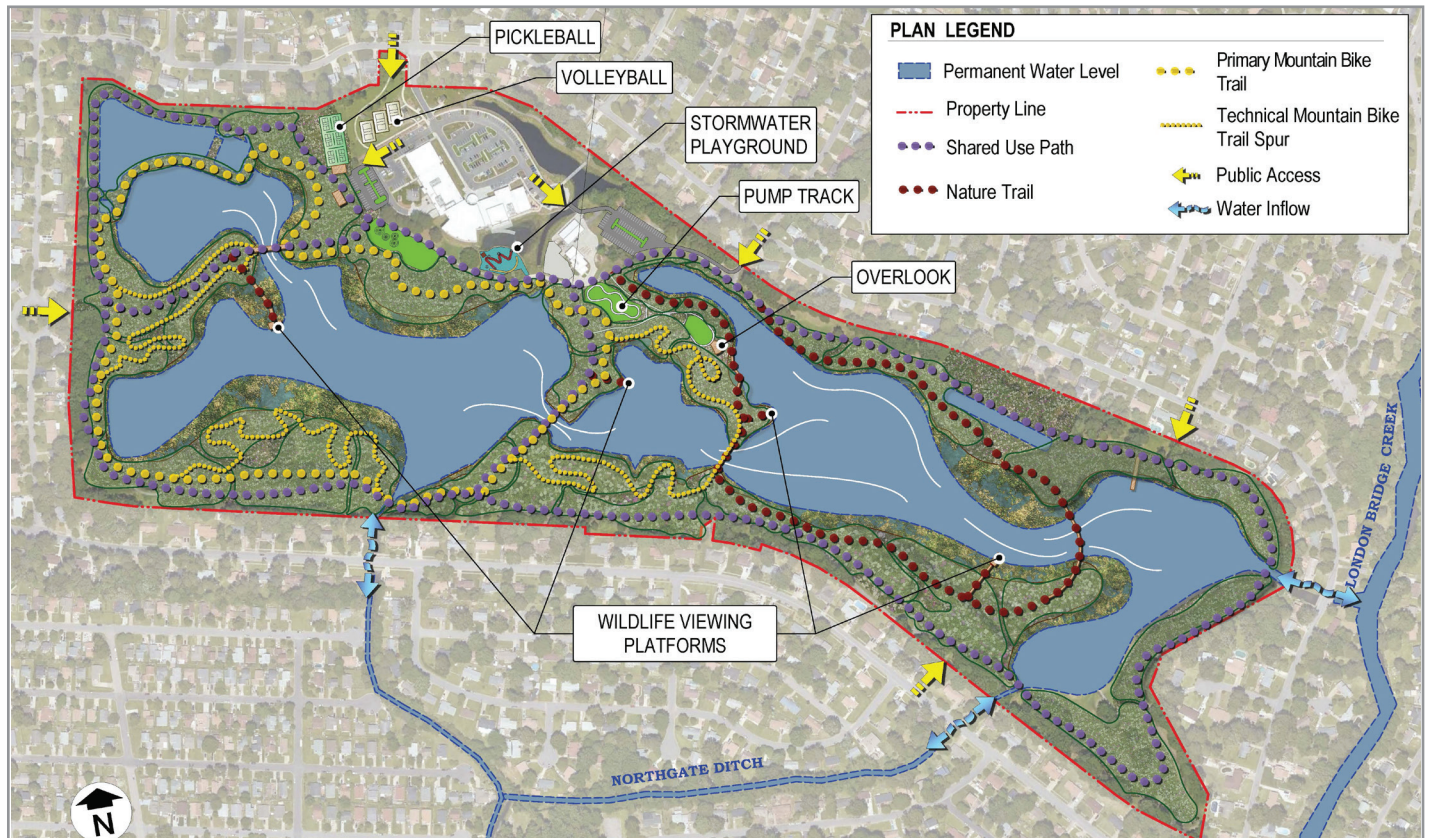 PICKLEBALL
VOLLEYBALL
STORMWATER
PLAYGROUND
PUMP TRACK
OVERLOOK
PLAN LEGEND
Permanent Water Level
Property Line
Shared Use Path
Nature Trail
Primary Mountain Bike
Trail
Technical Mountain Bike
Trail Spur
Public Access
Water Inflow
WILDLIFE VIEWING
PLATFORMS
LONDON BRIDGE CREEK
NORTHGATE DITCH
N